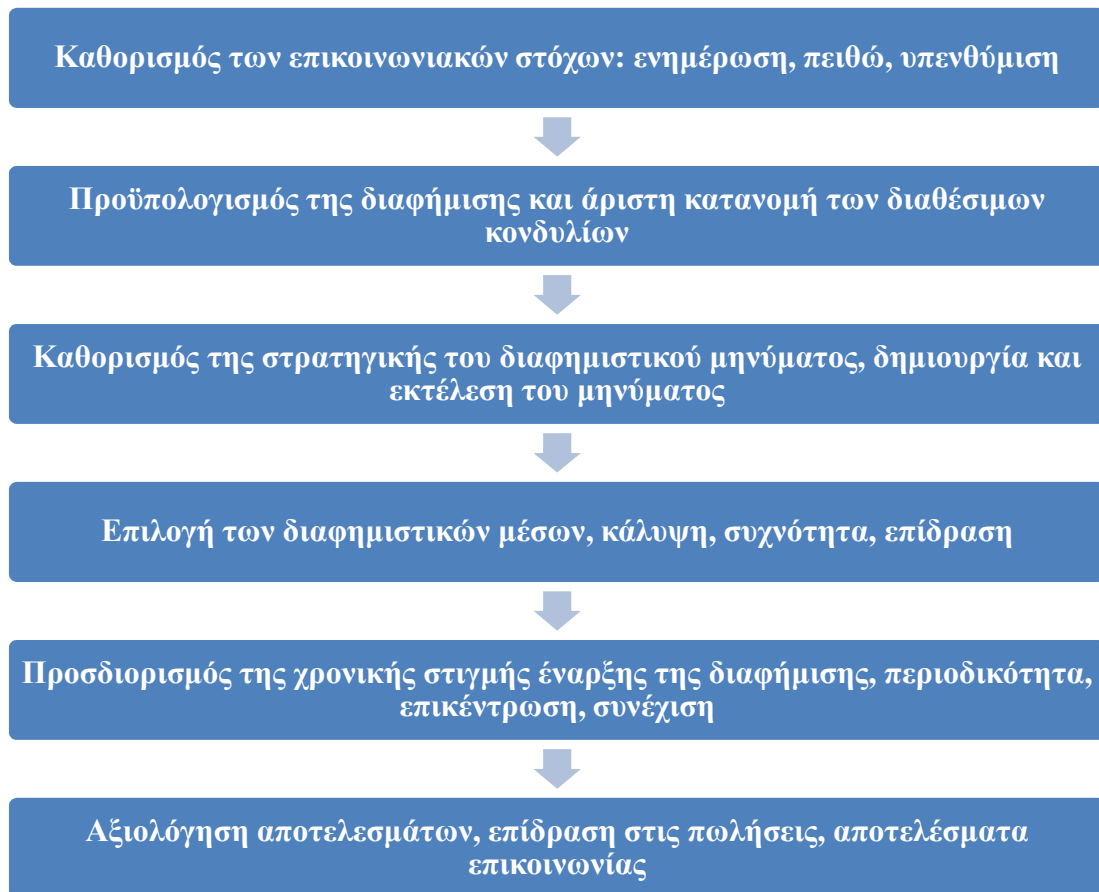 Καθορισμός των επικοινωνιακών στόχων: ενημέρωση, πειθώ, υπενθύμιση
Προϋπολογισμός της διαφήμισης και άριστη κατανομή των διαθέσιμων
κονδυλίων
Καθορισμός της στρατηγικής του διαφημιστικού μηνύματος, δημιουργία και
εκτέλεση του μηνύματος
Επιλογή των διαφημιστικών μέσων, κάλυψη, συχνότητα, επίδραση
Προσδιορισμός της χρονικής στιγμής έναρξης της διαφήμισης, περιοδικότητα,
επικέντρωση, συνέχιση
Αξιολόγηση αποτελεσμάτων, επίδραση στις πωλήσεις, αποτελέσματα
επικοινωνίας